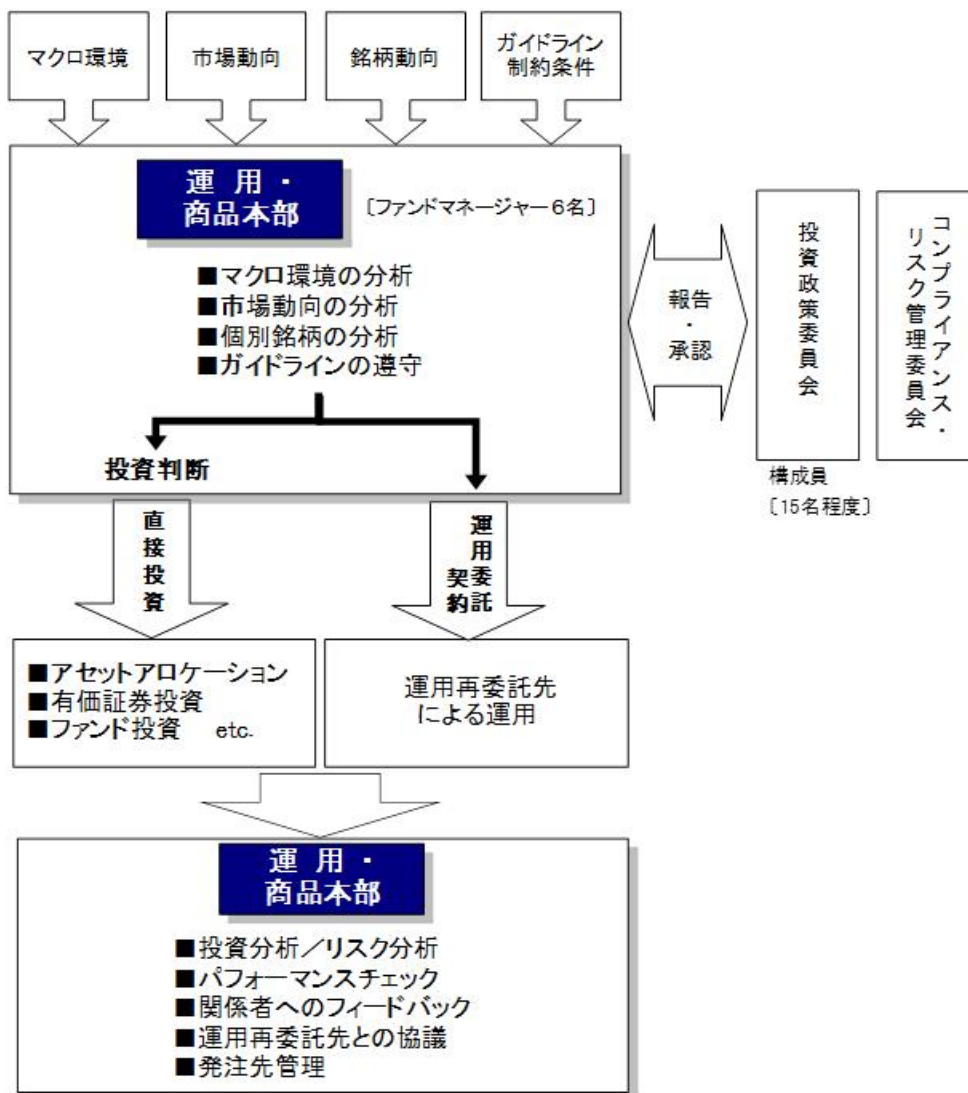 マクロ環境
市場動向
銘柄動向
ガイドライン
制約条件
運 用 ・
商品本部
〔ファンドマネージャー6名〕
■マクロ環境の分析
■市場動向の分析
■個別銘柄の分析
■ガイドラインの遵守
投資判断
報告
・
承認
投資政策委員会
コンプライアンス・
リスク管理委員会
構成員
〔15名程度〕
直接投資
運用委託
契約
■アセットアロケーション
■有価証券投資
■ファンド投資 etc.
運用再委託先
による運用
運 用 ・
商品本部
■投資分析／リスク分析
■パフォーマンスチェック
■関係者へのフィードバック
■運用再委託先との協議
■発注先管理